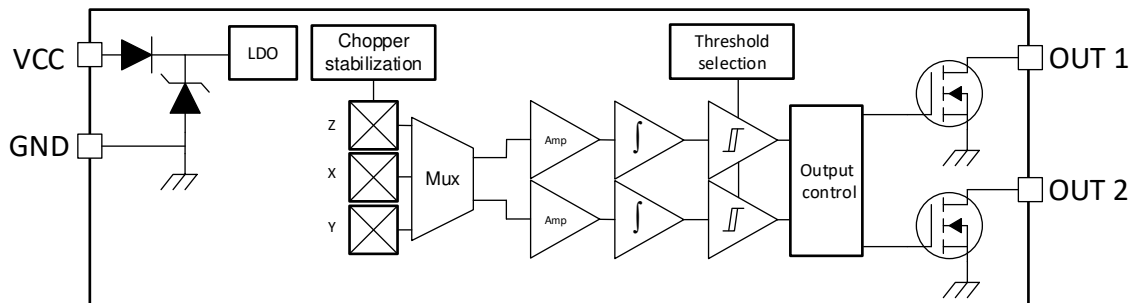 VCC
GND
LDO
Chopper
stabilization
Z
X
Y
Mux
Amp
∫
Amp
∫
Threshold
selection
Output
control
OUT 1
OUT 2